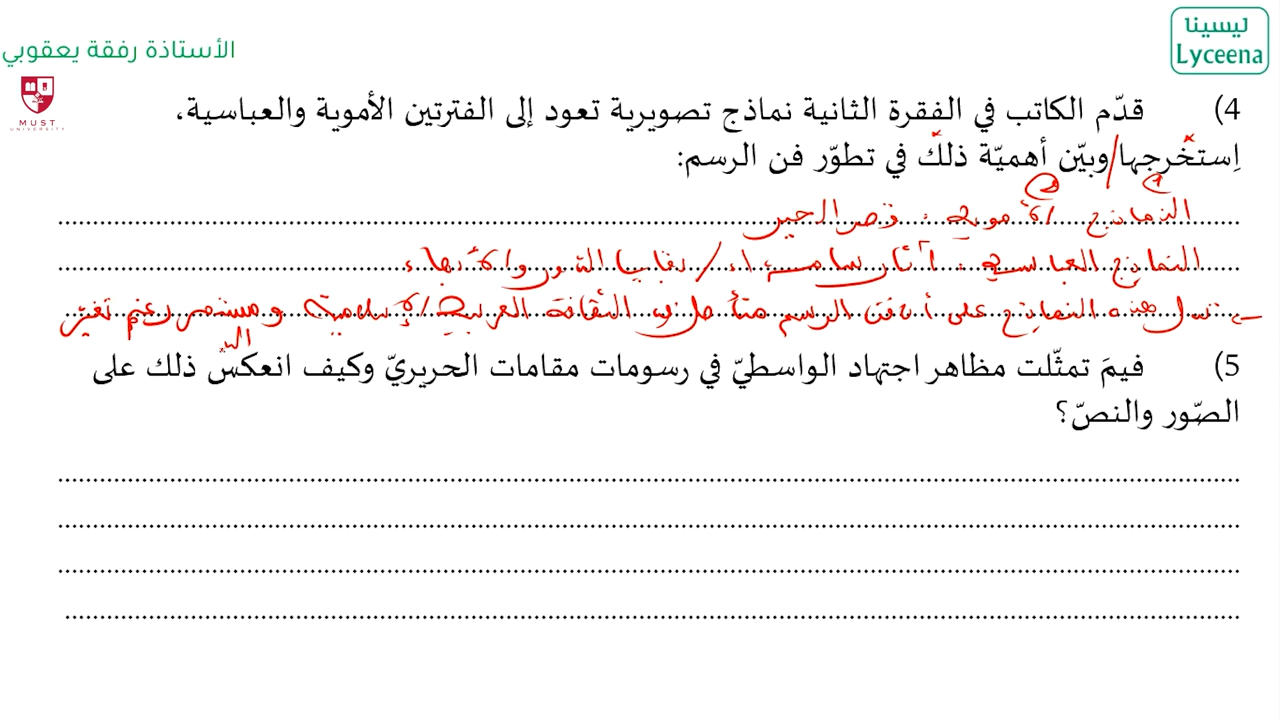 ليسينا
Lyceena
الأستاذة رفقة يعقوبي
MUST
UNIVERSITY
4) قدّم الكاتب في الفقرة الثانية نماذج تصويرية تعود إلى الفترتين الأموية والعباسية،
اِستخرجها/وبيّن أهميّة ذلك في تطوّر فن الرسم:
النماذج الأموية: قصر الحير
النماذج العباسية: آثار سامراء / بقايا الدور والأبهاء
تدل هذه النماذج على أن فن الرسم متأصل في الثقافة العربية الإسلامية ومستمر رغم تغير
5) فيمَ تمثّلت مظاهر اجتهاد الواسطيّ في رسومات مقامات الحريريّ وكيف انعكس ذلك على
الصّور والنصّ؟